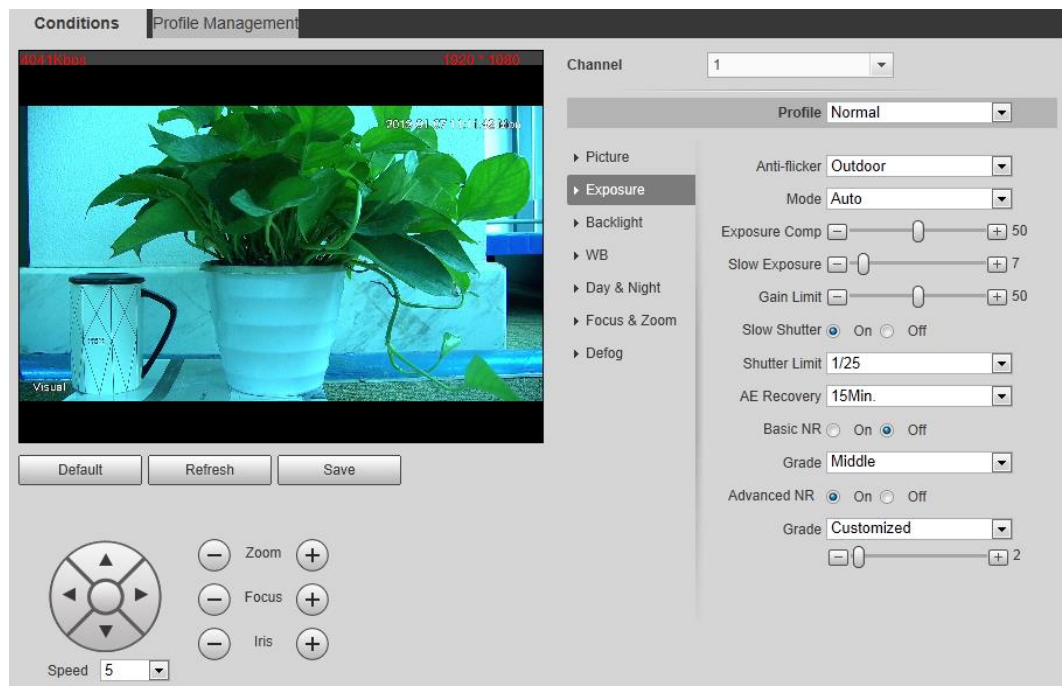 Conditions
Profile Management
4041Kbps
1920 * 1080
Visual
Default
Refresh
Save
Zoom
Focus
Iris
Speed 5
Channel 1
Profile Normal
Picture
Exposure
Backlight
WB
Day & Night
Focus & Zoom
Defog
Anti-flicker Outdoor
Mode Auto
Exposure Comp 50
Slow Exposure 7
Gain Limit 50
Slow Shutter On Off
Shutter Limit 1/25
AE Recovery 15Min.
Basic NR On Off
Grade Middle
Advanced NR On Off
Grade Customized
2